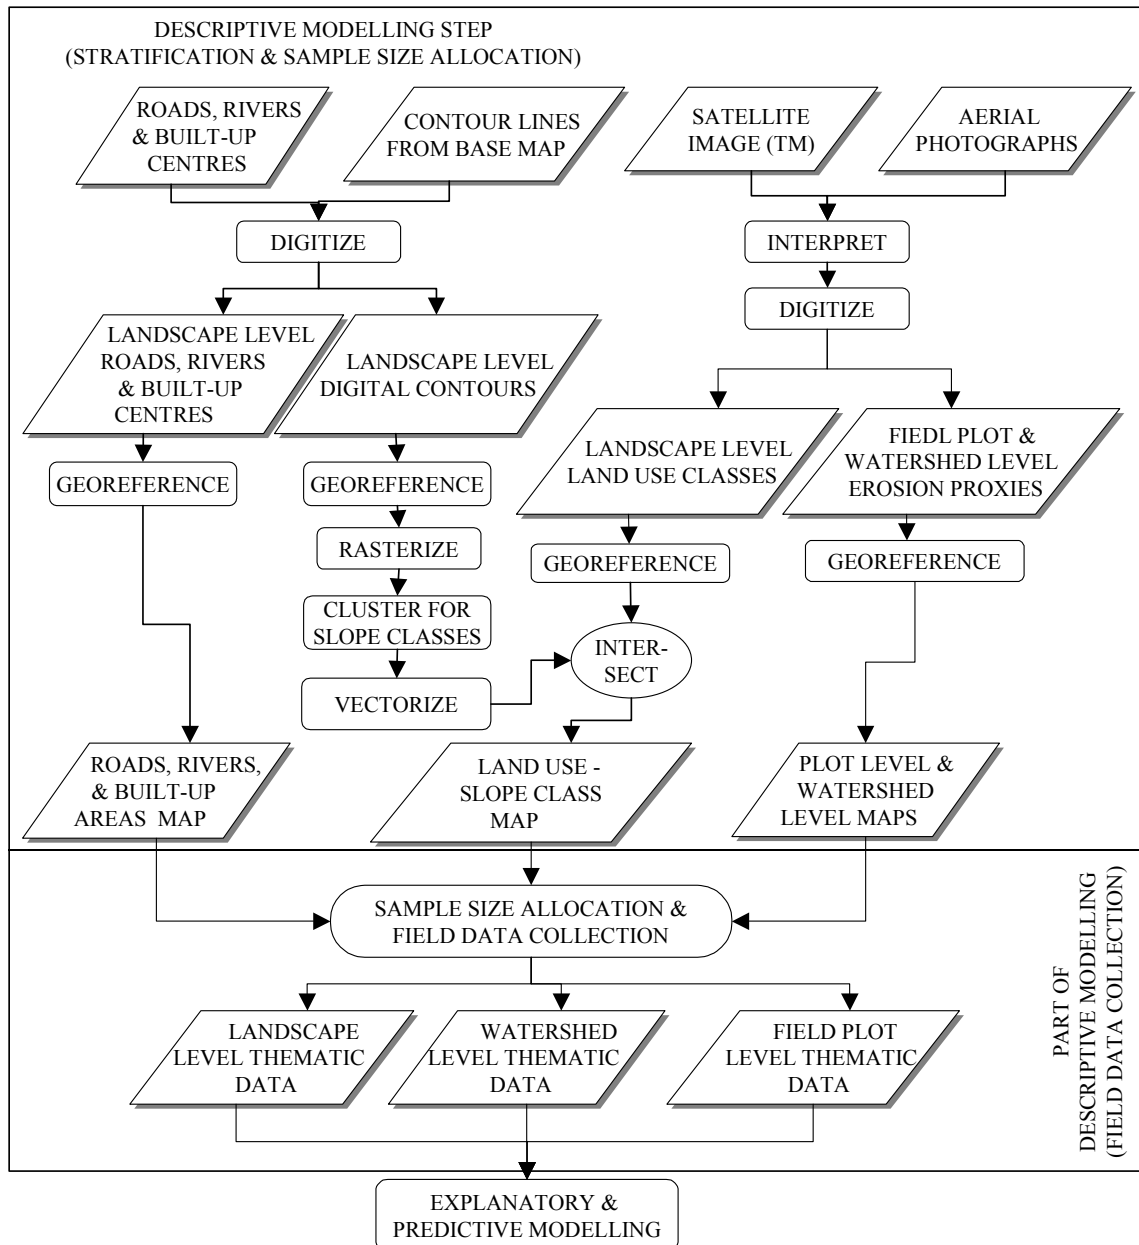 DESCRIPTIVE MODELLING STEP
(STRATIFICATION & SAMPLE SIZE ALLOCATION)
ROADS, RIVERS
& BUILT-UP
CENTRES
CONTOUR LINES
FROM BASE MAP
SATELLITE
IMAGE (TM)
AERIAL
PHOTOGRAPHS
DIGITIZE
INTERPRET
DIGITIZE
LANDSCAPE LEVEL
ROADS, RIVERS
& BUILT-UP
CENTRES
LANDSCAPE LEVEL
DIGITAL CONTOURS
LANDSCAPE LEVEL
LAND USE CLASSES
FIEDL PLOT &
WATERSHED LEVEL
EROSION PROXIES
GEOREFERENCE
GEOREFERENCE
RASTERIZE
GEOREFERENCE
GEOREFERENCE
CLUSTER FOR
SLOPE CLASSES
INTER-
SECT
VECTORIZE
ROADS, RIVERS,
& BUILT-UP
AREAS MAP
LAND USE -
SLOPE CLASS
MAP
PLOT LEVEL &
WATERSHED
LEVEL MAPS
SAMPLE SIZE ALLOCATION &
FIELD DATA COLLECTION
PART OF
DESCRIPTIVE MODELLING
(FIELD DATA COLLECTION)
LANDSCAPE
LEVEL THEMATIC
DATA
WATERSHED
LEVEL THEMATIC
DATA
FIELD PLOT
LEVEL THEMATIC
DATA
EXPLANATORY &
PREDICTIVE MODELLING